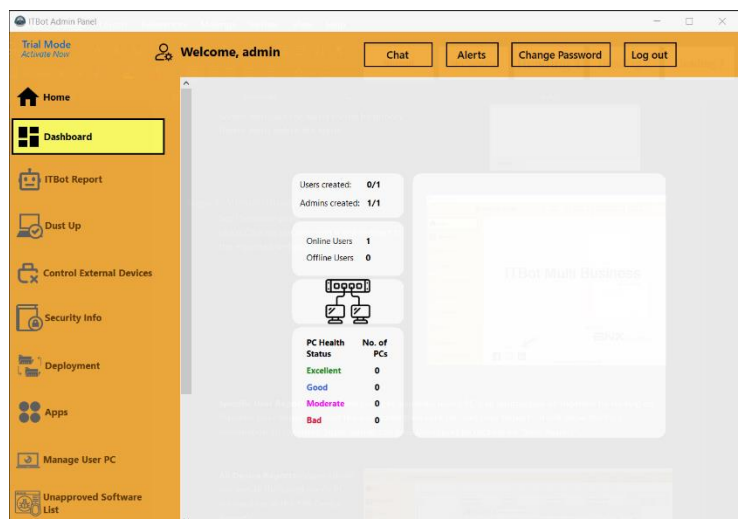 ITBot Admin Panel
Trial Mode
Activate Now
Welcome, admin
Chat
Alerts
Change Password
Log out
Home
Dashboard
ITBot Report
Dust Up
Control External Devices
Security Info
Deployment
Apps
Manage User PC
Unapproved Software
List
Users created: 0/1
Admins created: 1/1
Online Users 1
Offline Users 0
PC Health No. of
Status PCs
Excellent 0
Good 0
Moderate 0
Bad 0